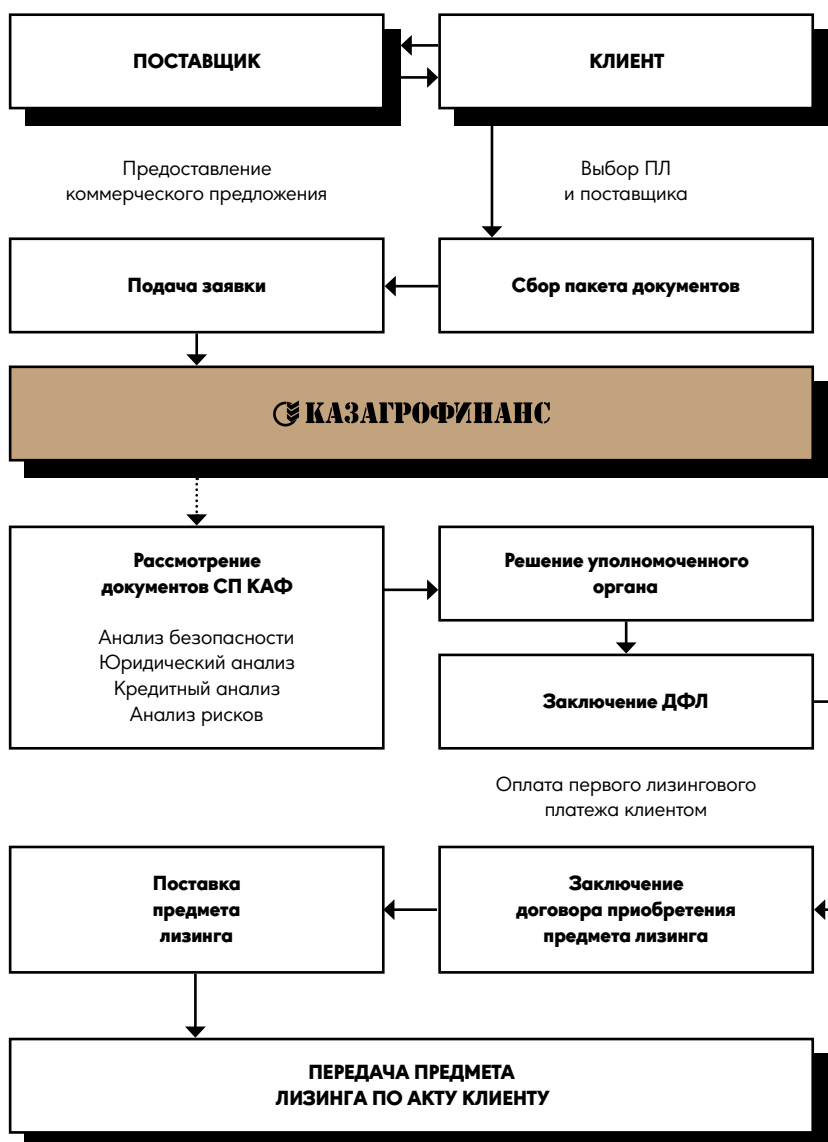 ПОСТАВЩИК
КЛИЕНТ
Предоставление
коммерческого предложения
Выбор ПЛ
и поставщика
Подача заявки
Сбор пакета документов
КАЗАГРОФИНАНС
Рассмотрение
документов СП КАФ
Анализ безопасности
Юридический анализ
Кредитный анализ
Анализ рисков
Решение уполномоченного
органа
Заключение ДФЛ
Оплата первого лизингового
платежа клиентом
Поставка
предмета
лизинга
Заключение
договора приобретения
предмета лизинга
ПЕРЕДАЧА ПРЕДМЕТА
ЛИЗИНГА ПО АКТУ КЛИЕНТУ